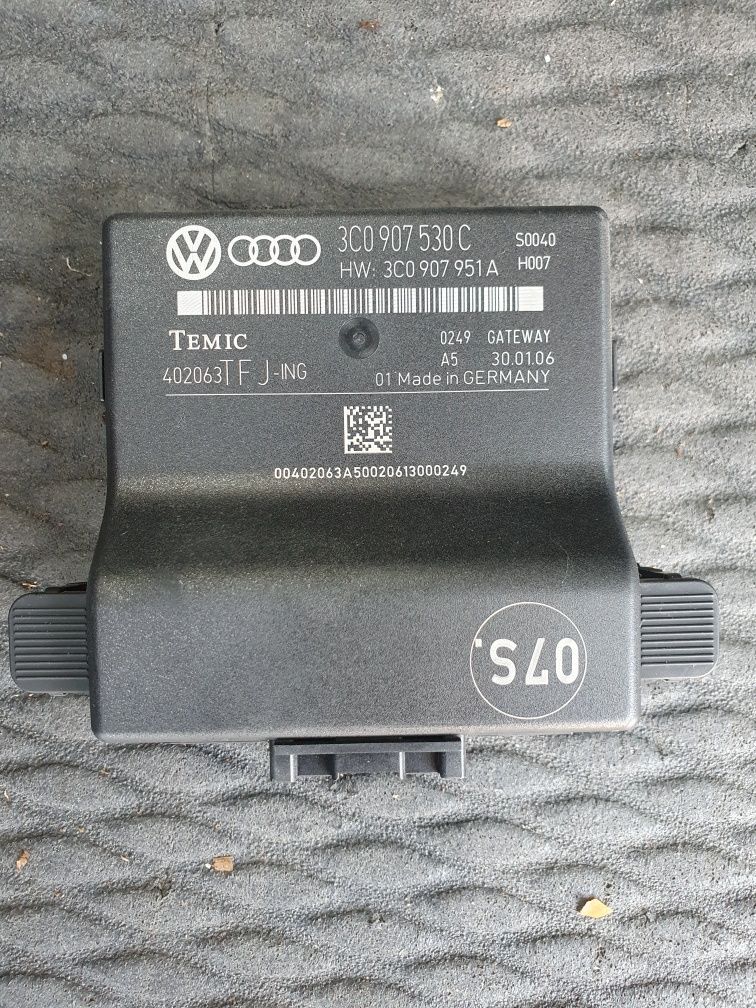 3C0 907 530 C S0040
HW: 3C0 907 951 A H007
TEMIC 0249 GATEWAY
A5 30.01.06
402063TFJ-ING 01 Made in GERMANY
00402063A50020613000249
07S.